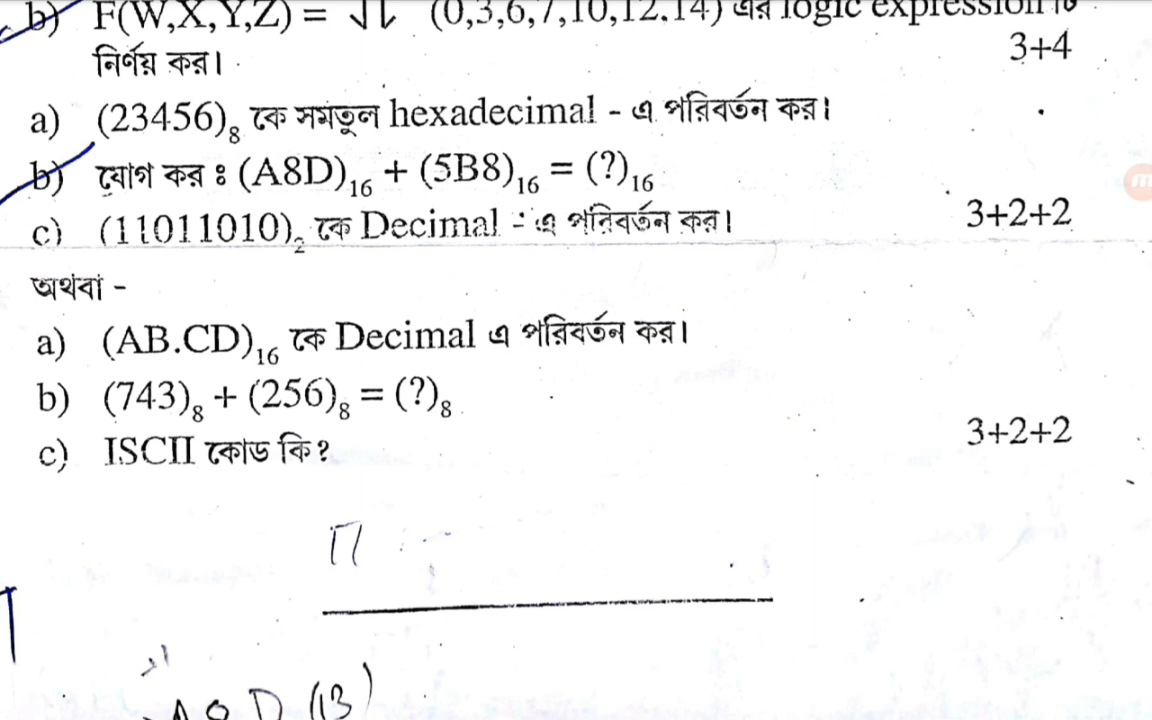 b) F(W,X,Y,Z) = (0,3,6,7,10,12,14) এর logic expression টি
নির্ণয় কর।
3+4
a) (23456)₈ কে সমতুল hexadecimal - এ পরিবর্তন কর।
b) যোগ কর ঃ (A8D)₁₆ + (5B8)₁₆ = (?)₁₆
c) (11011010)₂ কে Decimal - এ পরিবর্তন কর।
3+2+2
অথবা -
a) (AB.CD)₁₆ কে Decimal এ পরিবর্তন কর।
b) (743)₈ + (256)₈ = (?)₈
c) ISCII কোড কি?
3+2+2
A8D (13)